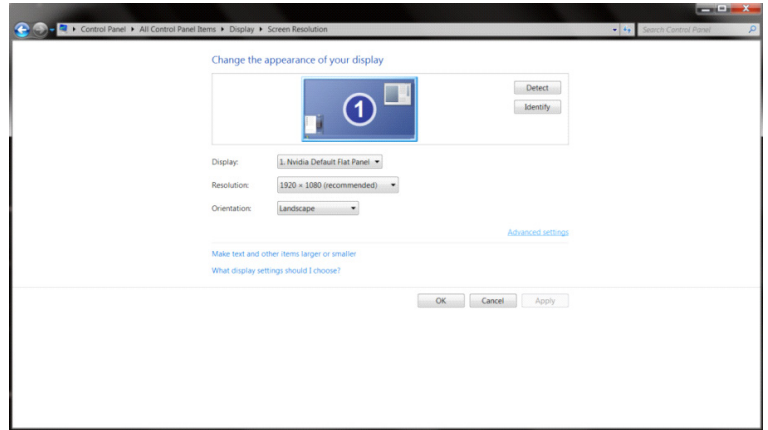 Control Panel ▸ All Control Panel Items ▸ Display ▸ Screen Resolution
Search Control Panel
Change the appearance of your display
1
Detect
Identify
Display: 1. Nvidia Default Flat Panel
Resolution: 1920 × 1080 (recommended)
Orientation: Landscape
Advanced settings
Make text and other items larger or smaller
What display settings should I choose?
OK Cancel Apply